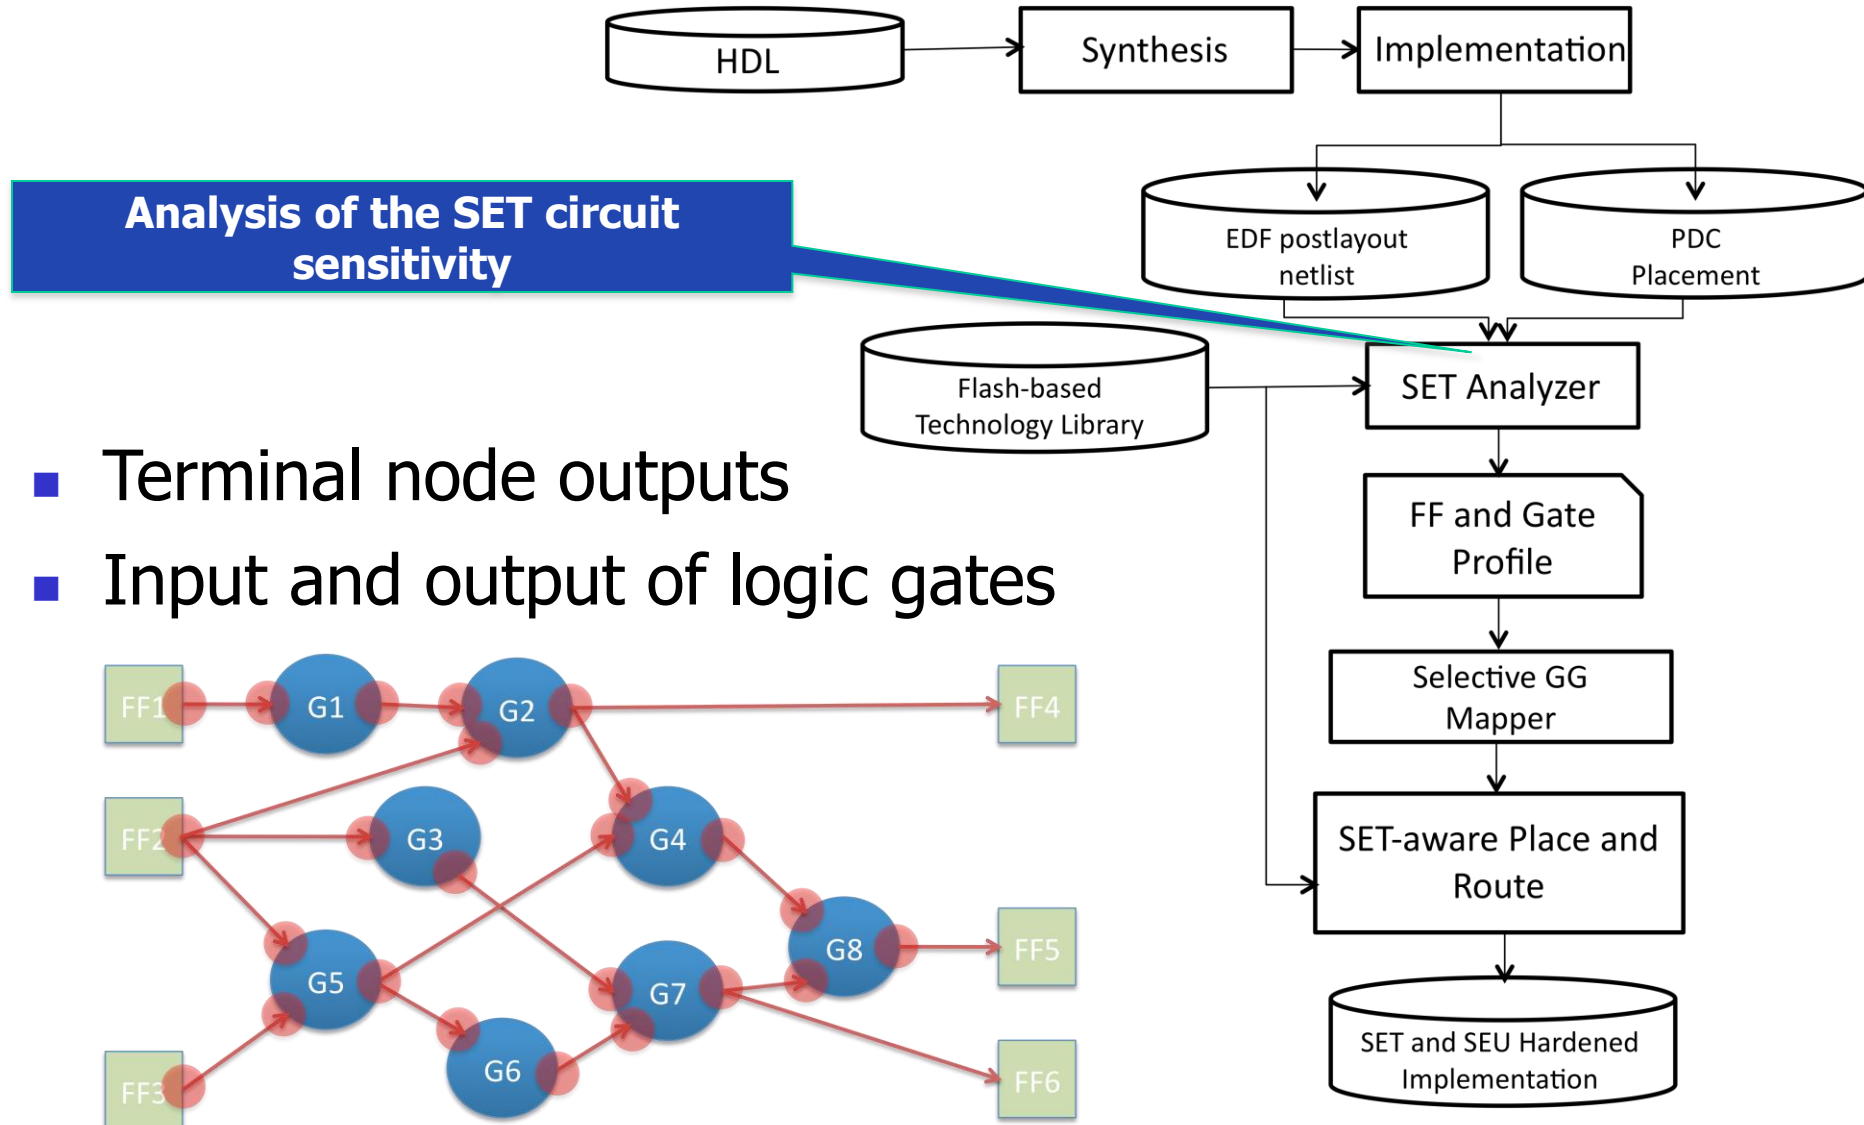 HDL
Synthesis
Implementation
Analysis of the SET circuit
sensitivity
EDF postlayout
netlist
PDC
Placement
Flash-based
Technology Library
SET Analyzer
Terminal node outputs
Input and output of logic gates
FF and Gate
Profile
Selective GG
Mapper
SET-aware Place and
Route
SET and SEU Hardened
Implementation
FF1
G1
G2
FF4
FF2
G3
G4
G5
G7
G8
FF5
FF3
G6
FF6